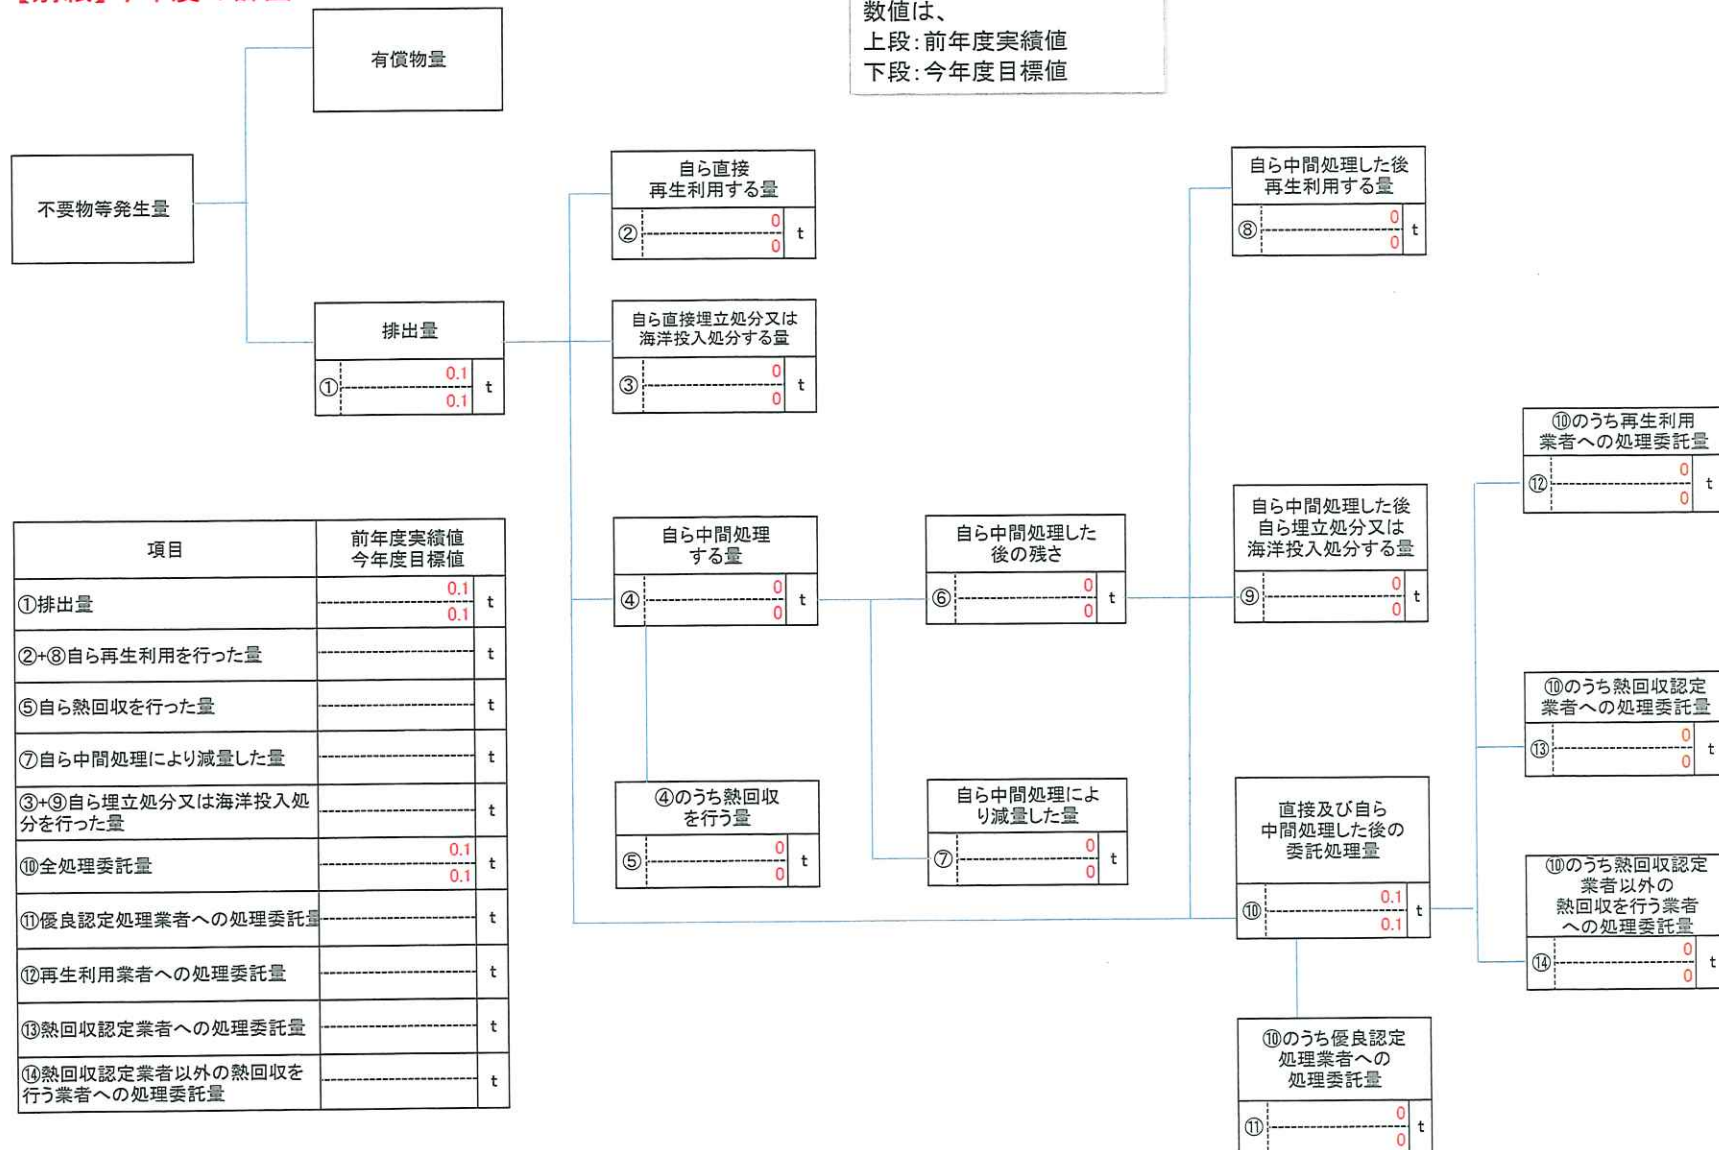 数値は、
上段：前年度実績値
下段：今年度目標値
有償物量
不要物等発生量
排出量
①
0.1
0.1
t
自ら直接
再生利用する量
②
0
0
t
自ら直接埋立処分又は
海洋投入処分する量
③
0
0
t
自ら中間処理
する量
④
0
0
t
④のうち熱回収
を行う量
⑤
0
0
t
自ら中間処理した
後の残さ
⑥
0
0
t
自ら中間処理によ
り減量した量
⑦
0
0
t
自ら中間処理した後
再生利用する量
⑧
0
0
t
自ら中間処理した後
自ら埋立処分又は
海洋投入処分する量
⑨
0
0
t
直接及び自ら
中間処理した後の
委託処理量
⑩
0.1
0.1
t
⑩のうち優良認定
処理業者への
処理委託量
⑪
0
0
t
⑩のうち再生利用
業者への処理委託量
⑫
0
0
t
⑩のうち熱回収認定
業者への処理委託量
⑬
0
0
t
⑩のうち熱回収認定
業者以外の
熱回収を行う業者
への処理委託量
⑭
0
0
t
項目
前年度実績値
今年度目標値
①排出量
0.1
0.1
t
②+⑧自ら再生利用を行った量
t
⑤自ら熱回収を行った量
t
⑦自ら中間処理により減量した量
t
③+⑨自ら埋立処分又は海洋投入処
分を行った量
t
⑩全処理委託量
0.1
0.1
t
⑪優良認定処理業者への処理委託量
t
⑫再生利用業者への処理委託量
t
⑬熱回収認定業者への処理委託量
t
⑭熱回収認定業者以外の熱回収を
行う業者への処理委託量
t